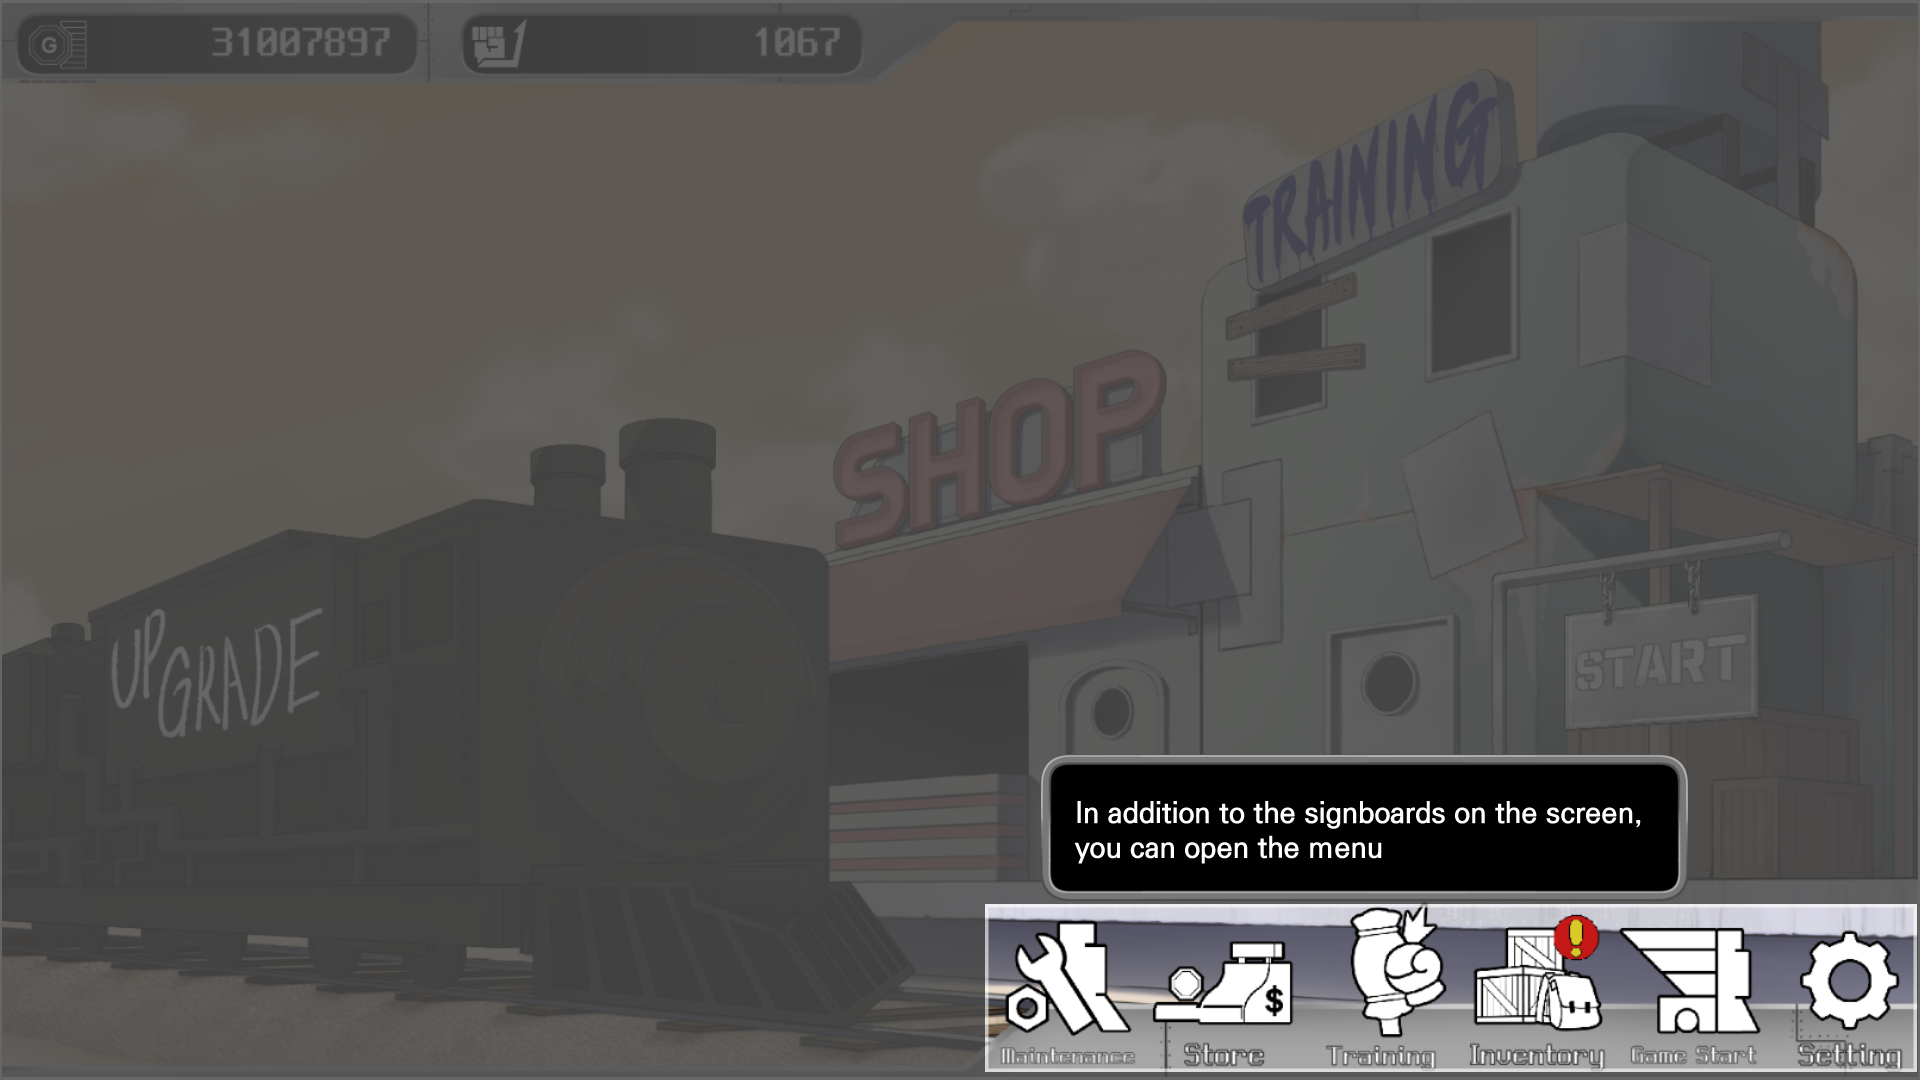 G 31007897
1 1067
TRAINING
SHOP
UPGRADE
START
In addition to the signboards on the screen,
you can open the menu
$
Maintenance
Store
Training
Inventory
Game Start
Setting